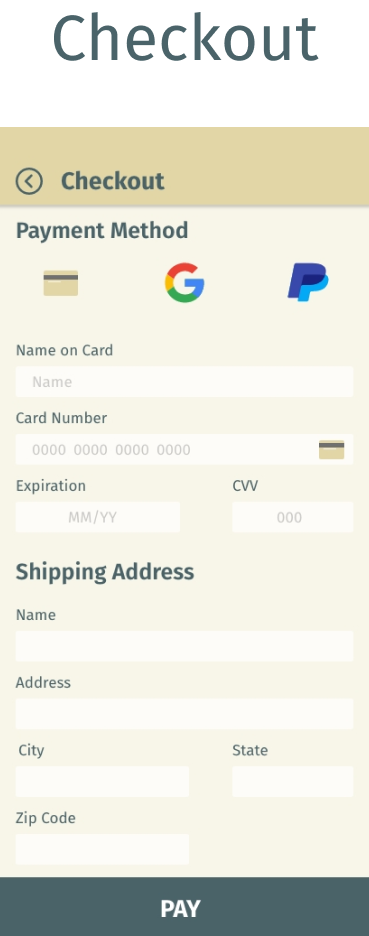 Checkout
Checkout
Payment Method
Name on Card
Name
Card Number
0000 0000 0000 0000
Expiration
CVV
MM/YY
000
Shipping Address
Name
Address
City
State
Zip Code
PAY